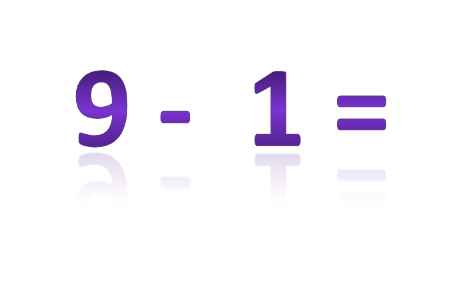 9 - 1 =